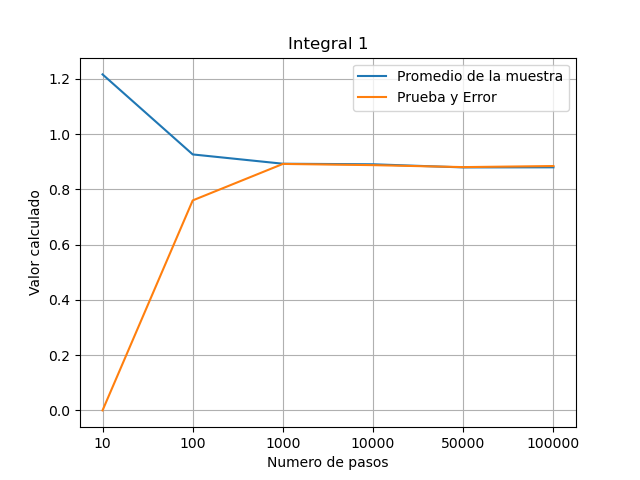 Integral 1
Promedio de la muestra
Prueba y Error
Valor calculado
1.2
1.0
0.8
0.6
0.4
0.2
0.0
10 100 1000 10000 50000 100000
Numero de pasos